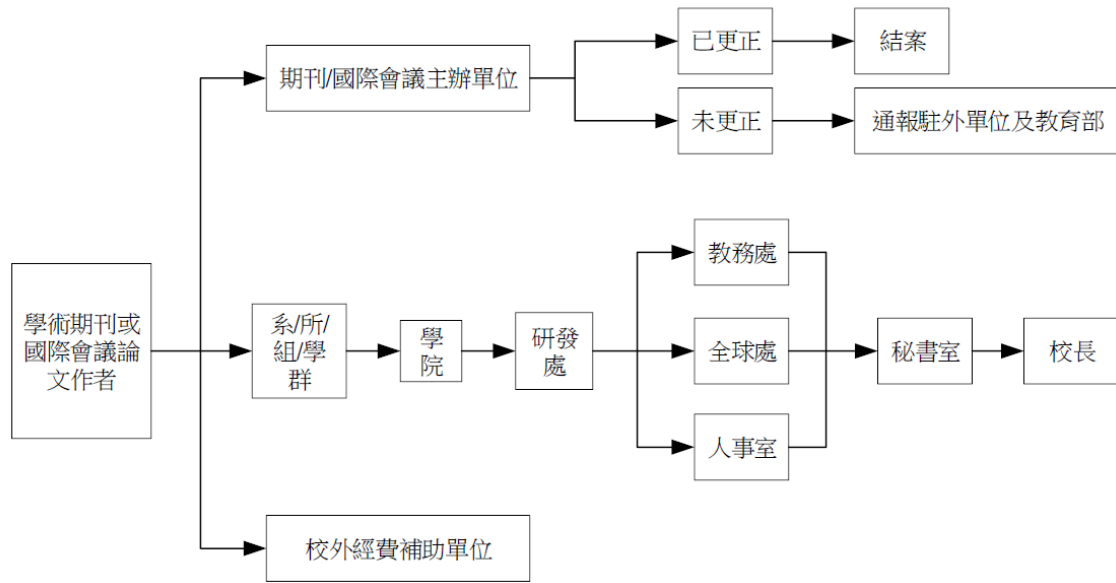 期刊/國際會議主辦單位
已更正
結案
未更正
通報駐外單位及教育部
學術期刊或
國際會議論
文作者
系/所/
組/學
群
學
院
研發
處
教務處
全球處
人事室
秘書室
校長
校外經費補助單位